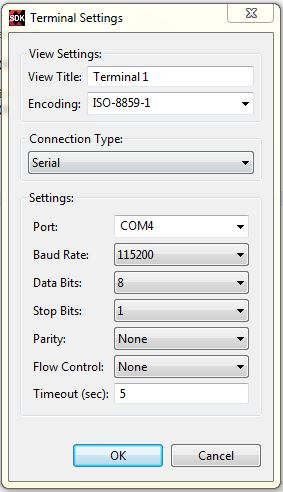 SDK Terminal Settings
View Settings:
View Title: Terminal 1
Encoding: ISO-8859-1
Connection Type:
Serial
Settings:
Port: COM4
Baud Rate: 115200
Data Bits: 8
Stop Bits: 1
Parity: None
Flow Control: None
Timeout (sec): 5
OK Cancel